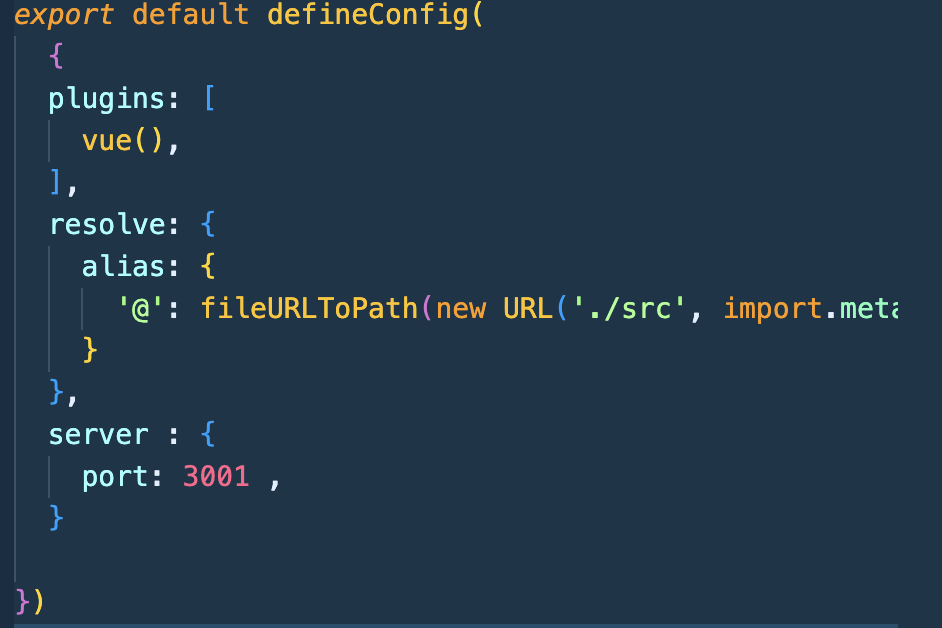 export default defineConfig(
{
plugins: [
vue(),
],
resolve: {
alias: {
'@': fileURLToPath(new URL('./src', import.meta
}
},
server : {
port: 3001 ,
}
})